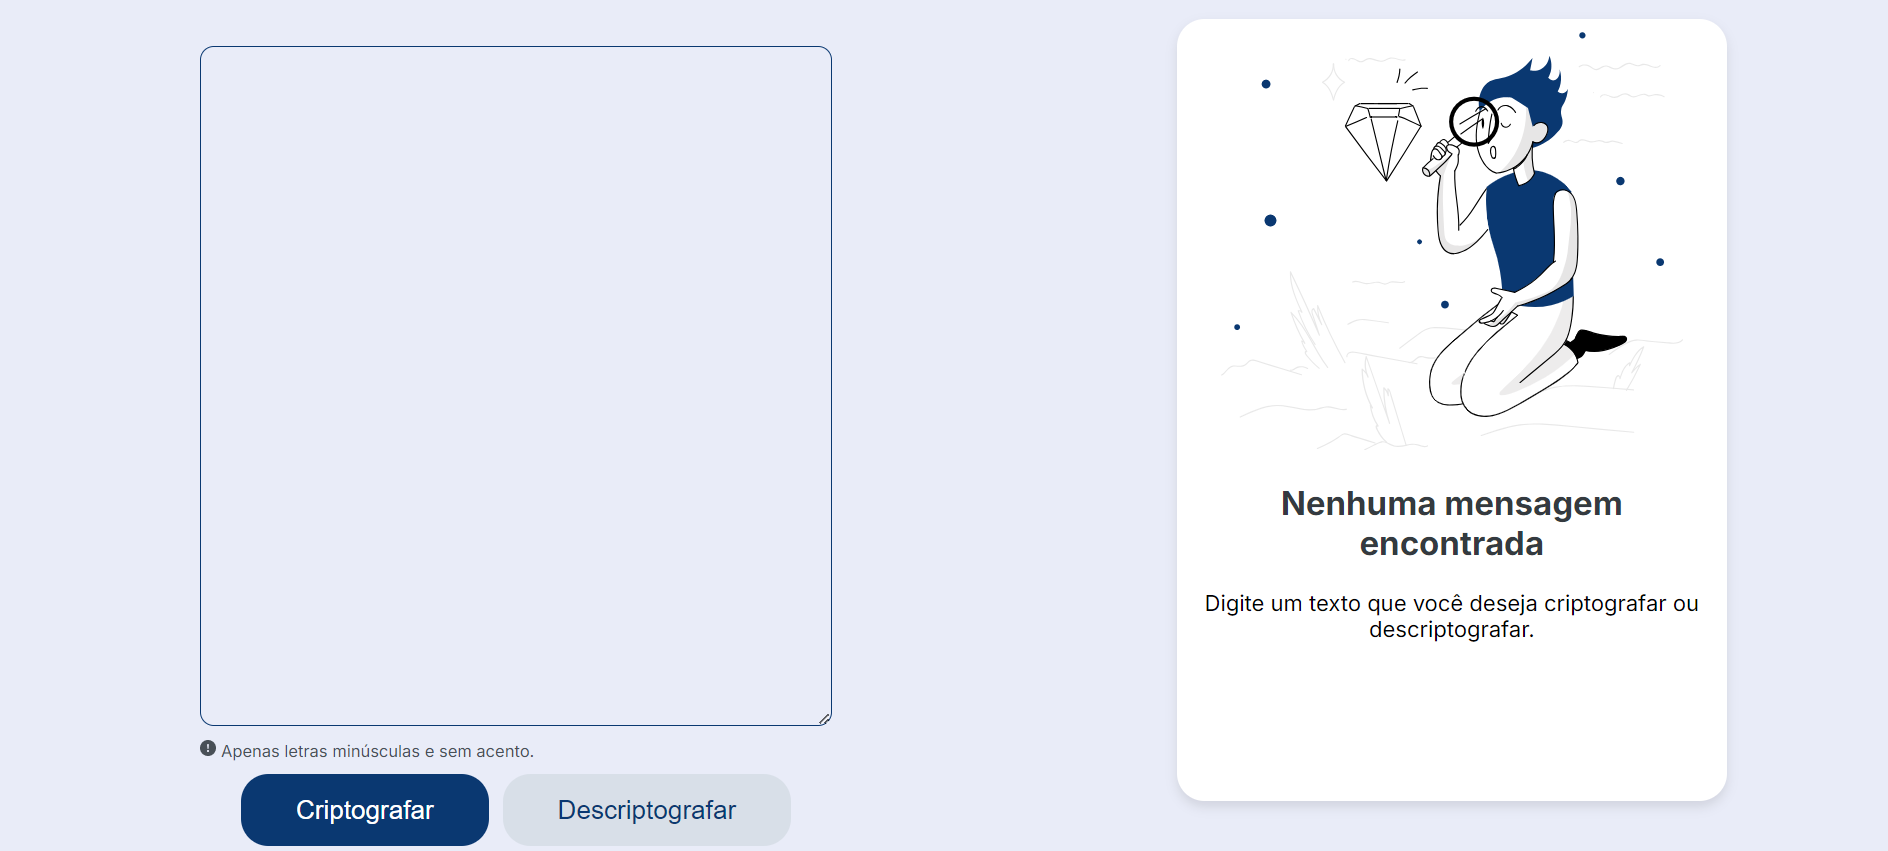 Apenas letras minúsculas e sem acento.
Criptografar
Descriptografar
Nenhuma mensagem
encontrada
Digite um texto que você deseja criptografar ou
descriptografar.